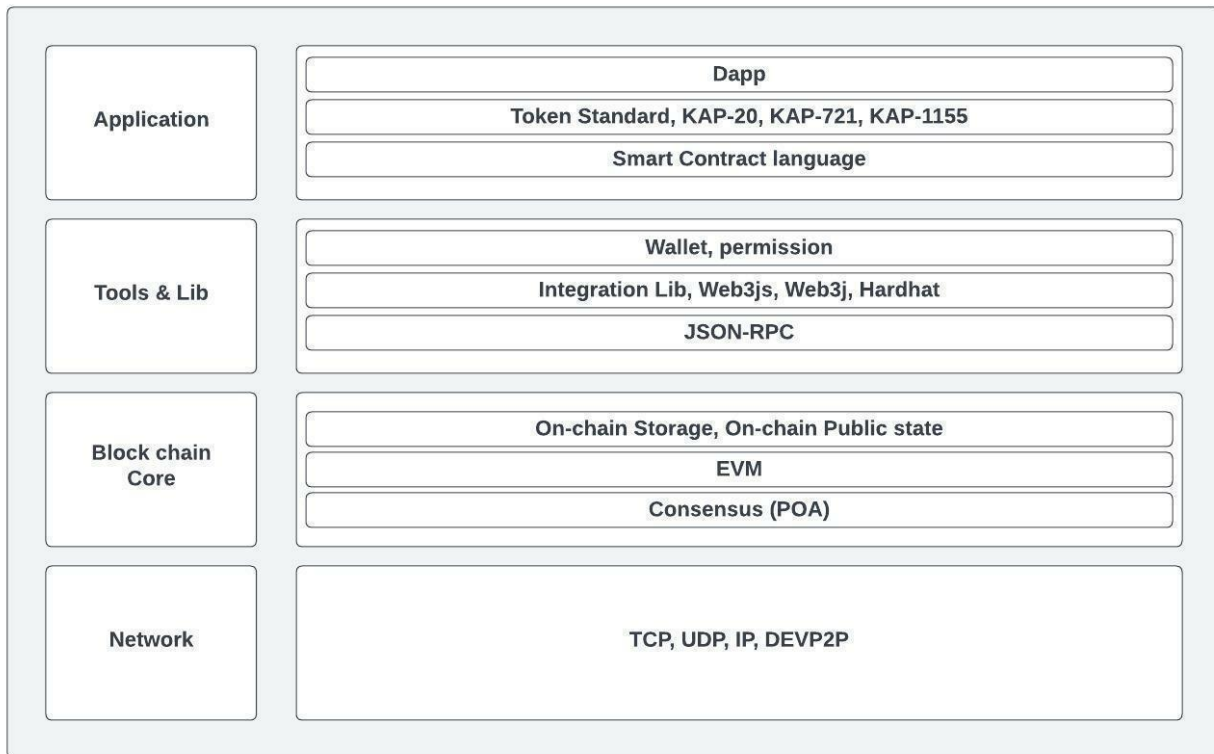 Application
Dapp
Token Standard, KAP-20, KAP-721, KAP-1155
Smart Contract language
Tools & Lib
Wallet, permission
Integration Lib, Web3js, Web3j, Hardhat
JSON-RPC
Block chain
Core
On-chain Storage, On-chain Public state
EVM
Consensus (POA)
Network
TCP, UDP, IP, DEVP2P